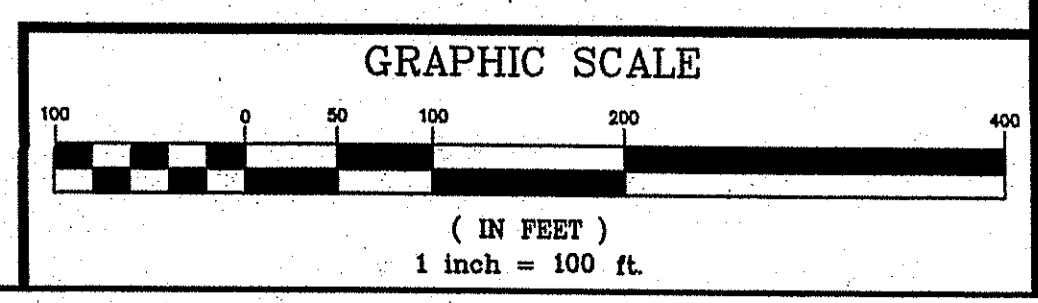 GRAPHIC SCALE
100 0 50 100 200 400
( IN FEET )
1 inch = 100 ft.